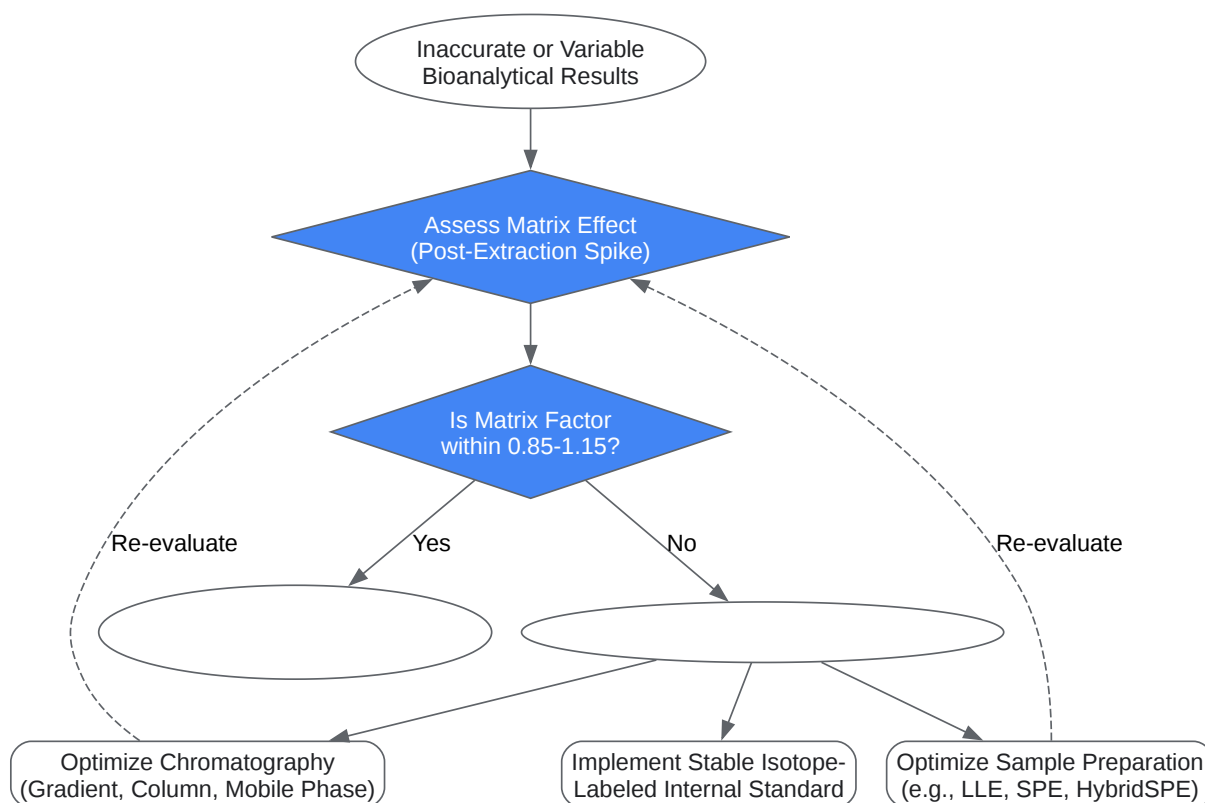 Inaccurate or Variable
Bioanalytical Results
Assess Matrix Effect
(Post-Extraction Spike)
Is Matrix Factor
within 0.85-1.15?
Re-evaluate
Yes
No
Re-evaluate
Optimize Chromatography
(Gradient, Column, Mobile Phase)
Implement Stable Isotope-
Labeled Internal Standard
Optimize Sample Preparation
(e.g., LLE, SPE, HybridSPE)